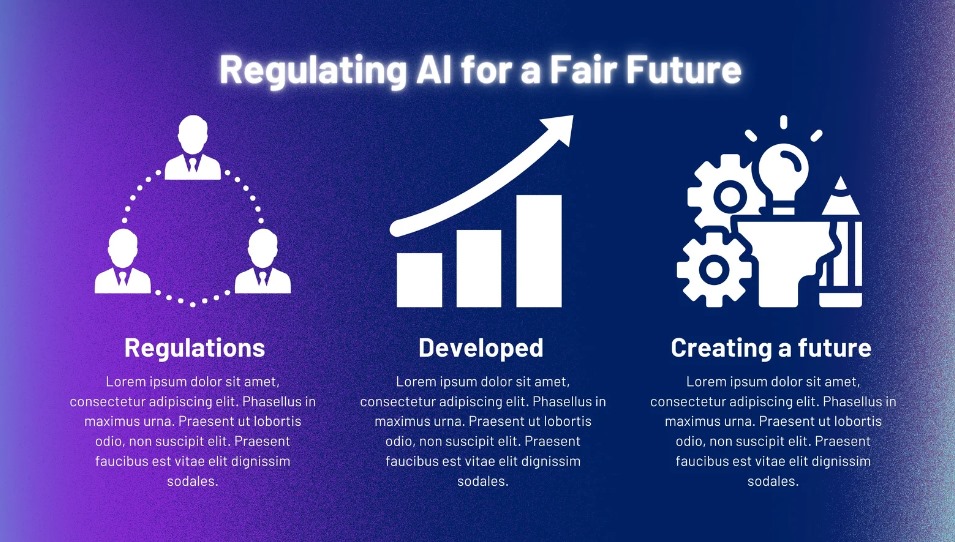 Regulating AI for a Fair Future
Regulations
Lorem ipsum dolor sit amet,
consectetur adipiscing elit. Phasellus in
maximus urna. Praesent ut lobortis
odio, non suscipit elit. Praesent
faucibus est vitae elit dignissim
sodales.
Developed
Lorem ipsum dolor sit amet,
consectetur adipiscing elit. Phasellus in
maximus urna. Praesent ut lobortis
odio, non suscipit elit. Praesent
faucibus est vitae elit dignissim
sodales.
Creating a future
Lorem ipsum dolor sit amet,
consectetur adipiscing elit. Phasellus in
maximus urna. Praesent ut lobortis
odio, non suscipit elit. Praesent
faucibus est vitae elit dignissim
sodales.